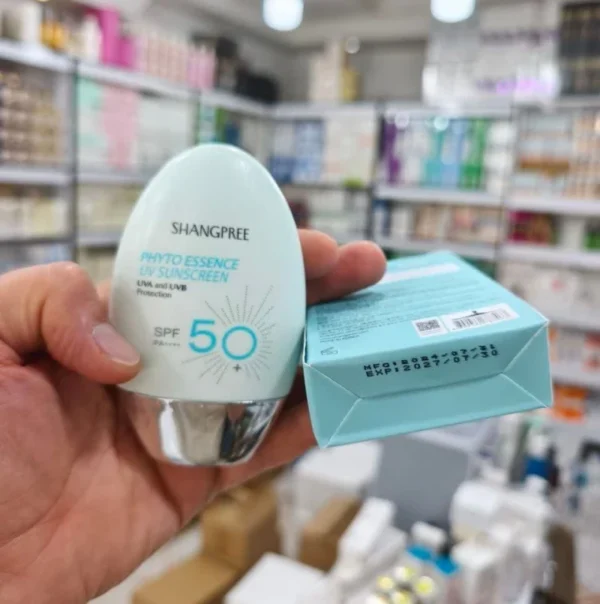 SHANGPREE
PHYTO ESSENCE
UV SUNSCREEN
UVA and UVB
Protection
SPF 50+
PA++++
MFG:2024/07/31
EXP:2027/07/30